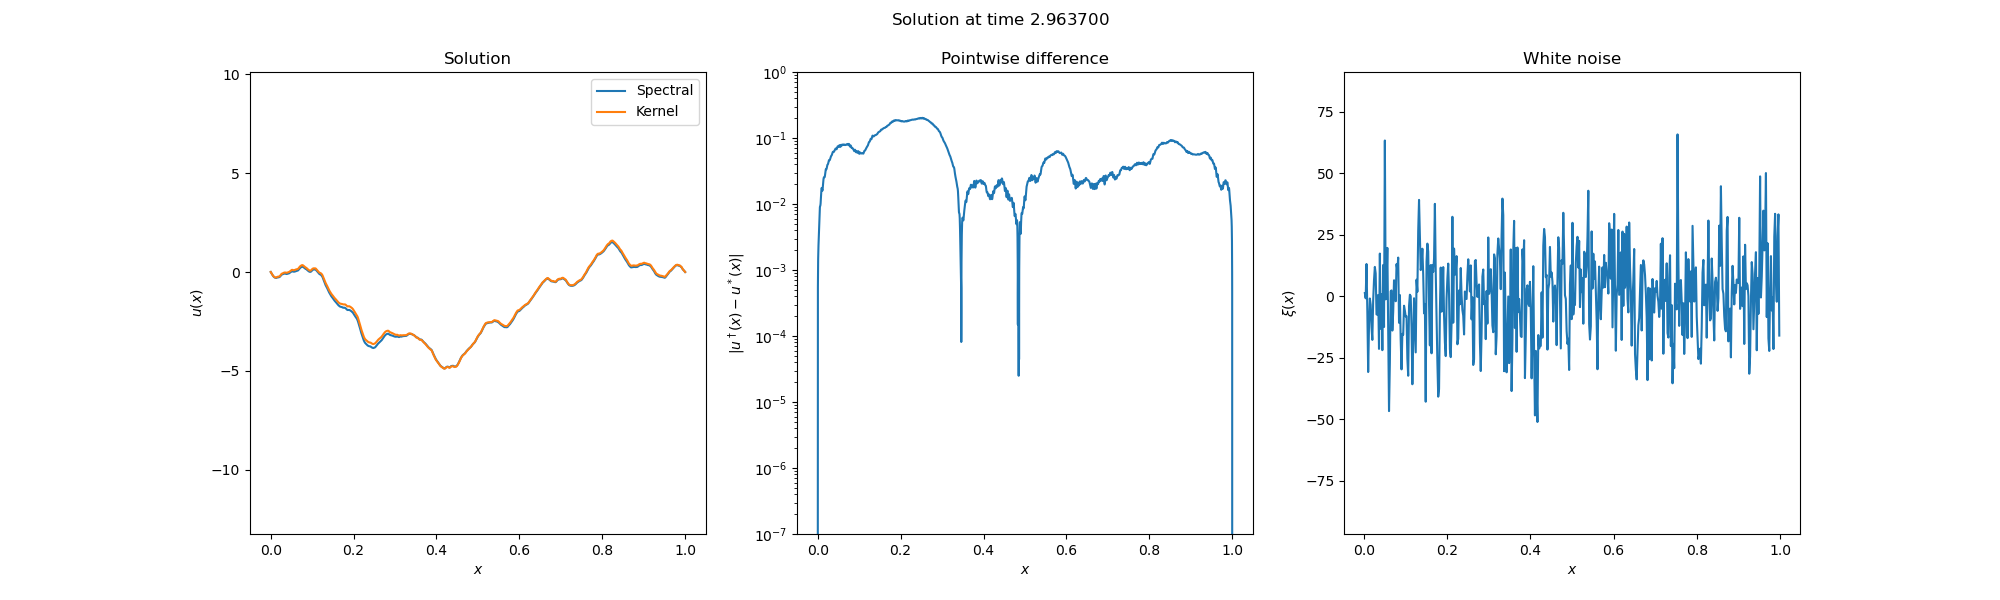 Solution at time 2.963700
Solution
10
5
0
−5
−10
u(x)
0.0 0.2 0.4 0.6 0.8 1.0
x
Spectral
Kernel
Pointwise difference
10⁰
10⁻¹
10⁻²
10⁻³
10⁻⁴
10⁻⁵
10⁻⁶
10⁻⁷
|u†(x) − u*(x)|
0.0 0.2 0.4 0.6 0.8 1.0
x
White noise
75
50
25
0
−25
−50
−75
ξ(x)
0.0 0.2 0.4 0.6 0.8 1.0
x